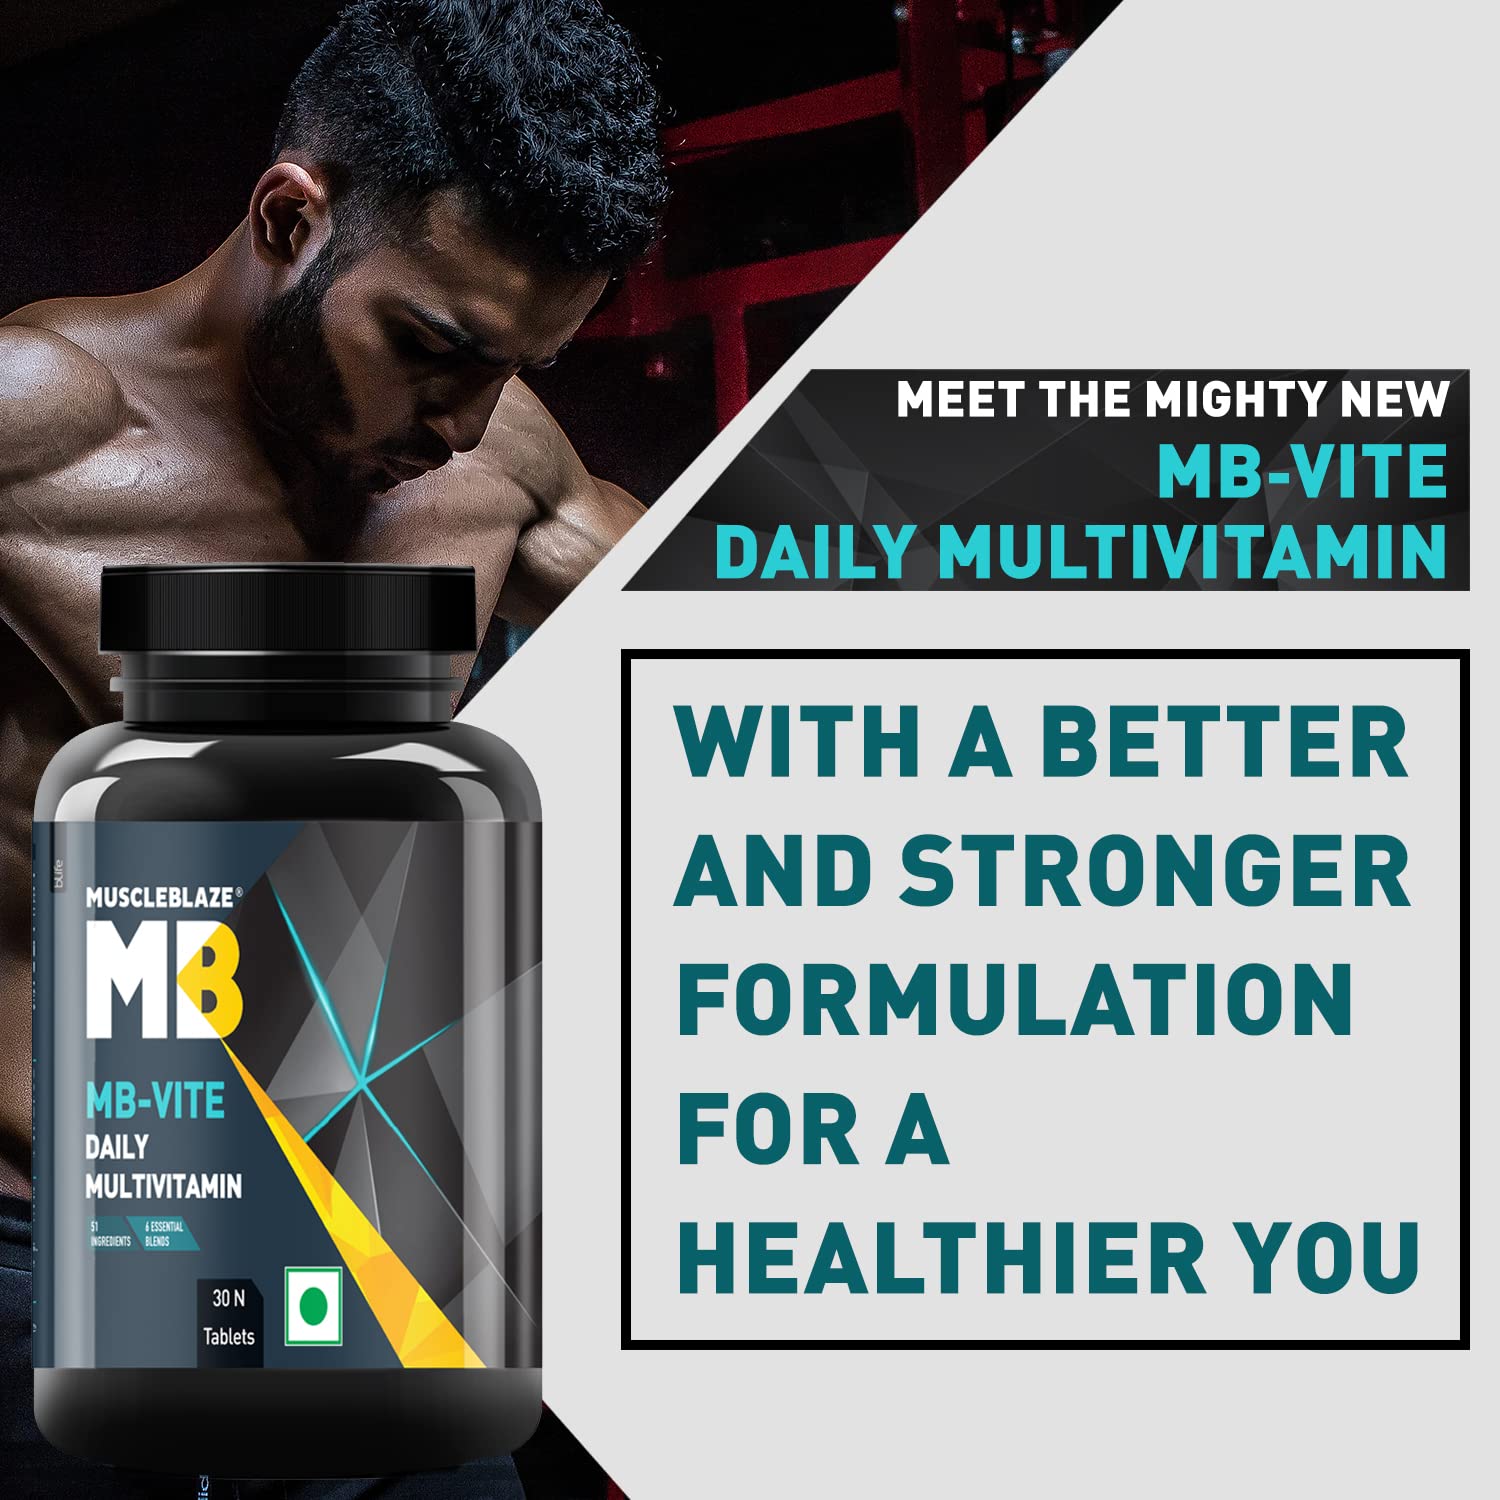 MEET THE MIGHTY NEW
MB-VITE
DAILY MULTIVITAMIN
WITH A BETTER
AND STRONGER
FORMULATION
FOR A
HEALTHIER YOU
MUSCLEBLAZE®
MB
MB-VITE
DAILY
MULTIVITAMIN
51 INGREDIENTS
6 ESSENTIAL BLENDS
30 N
Tablets